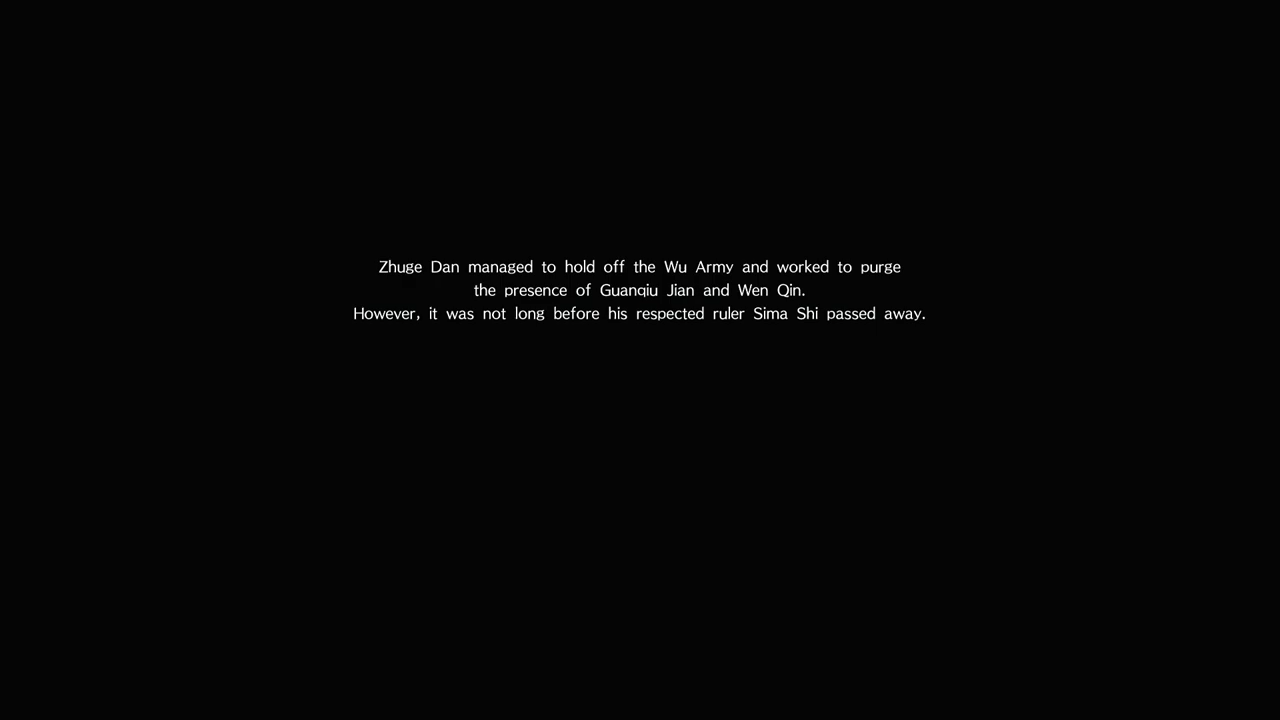 Zhuge Dan managed to hold off the Wu Army and worked to purge
the presence of Guanqiu Jian and Wen Qin.
However, it was not long before his respected ruler Sima Shi passed away.